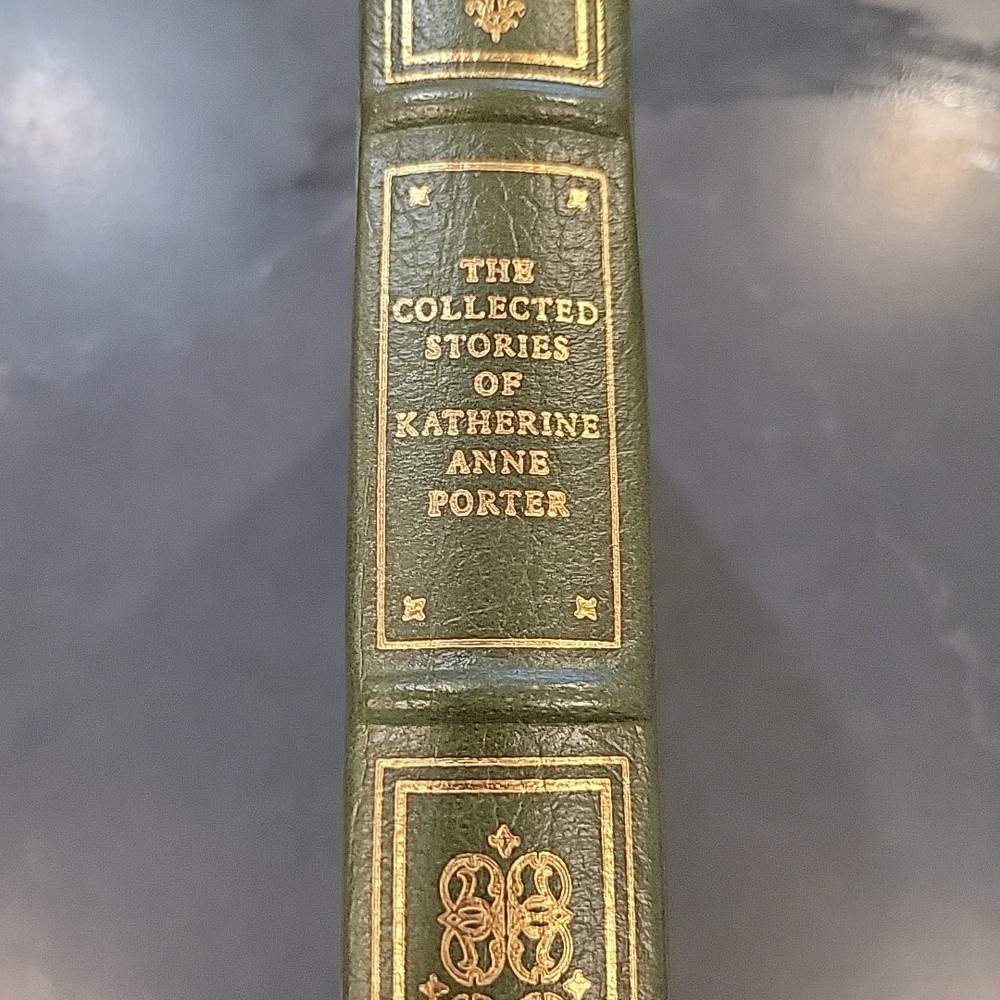 THE
COLLECTED
STORIES
OF
KATHERINE
ANNE
PORTER